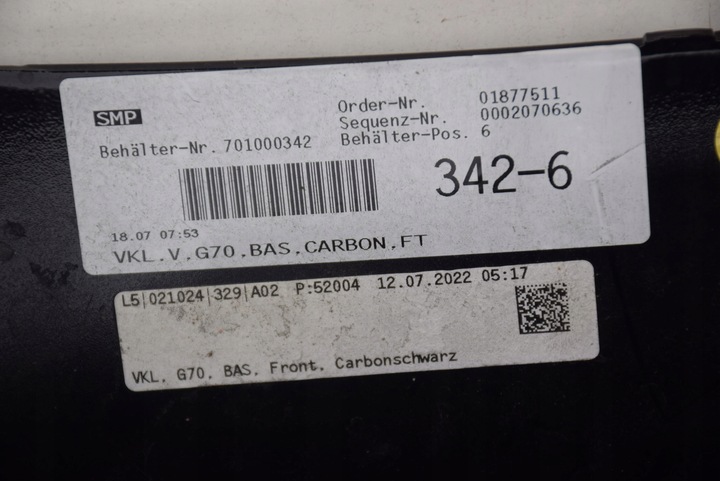 SMP
Order-Nr. 01877511
Sequenz-Nr. 0002070636
Behälter-Nr. 701000342 Behälter-Pos. 6
342-6
18.07 07:53
VKL.V.G70.BAS.CARBON.FT
L5|021024|329|A02 P:52004 12.07.2022 05:17
VKL. G70. BAS. Front. Carbonschwarz